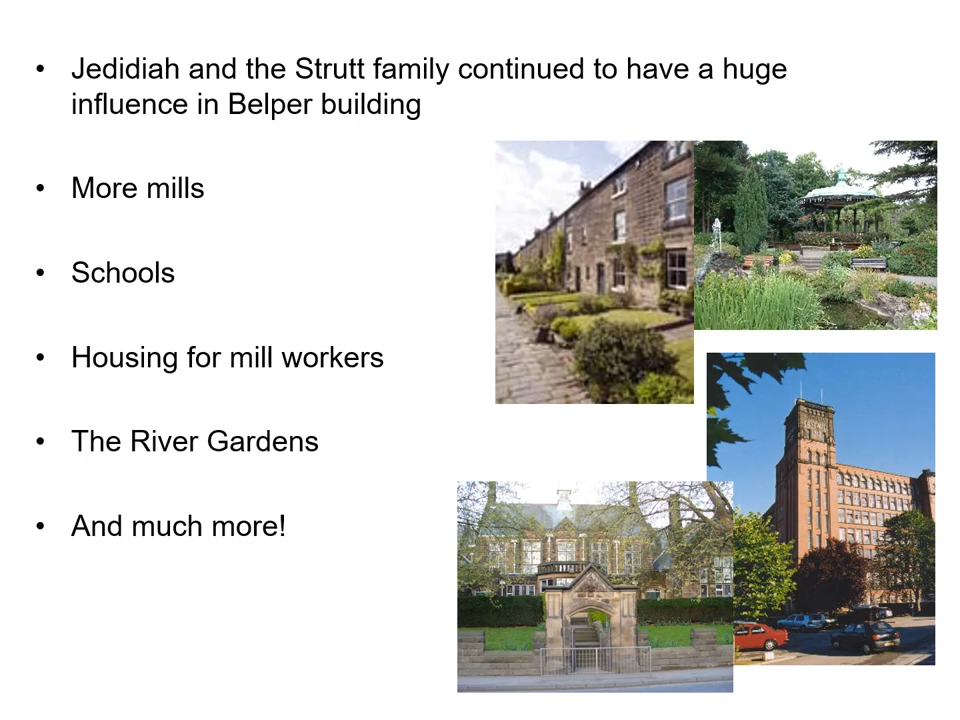 • Jedidiah and the Strutt family continued to have a huge
influence in Belper building
• More mills
• Schools
• Housing for mill workers
• The River Gardens
• And much more!